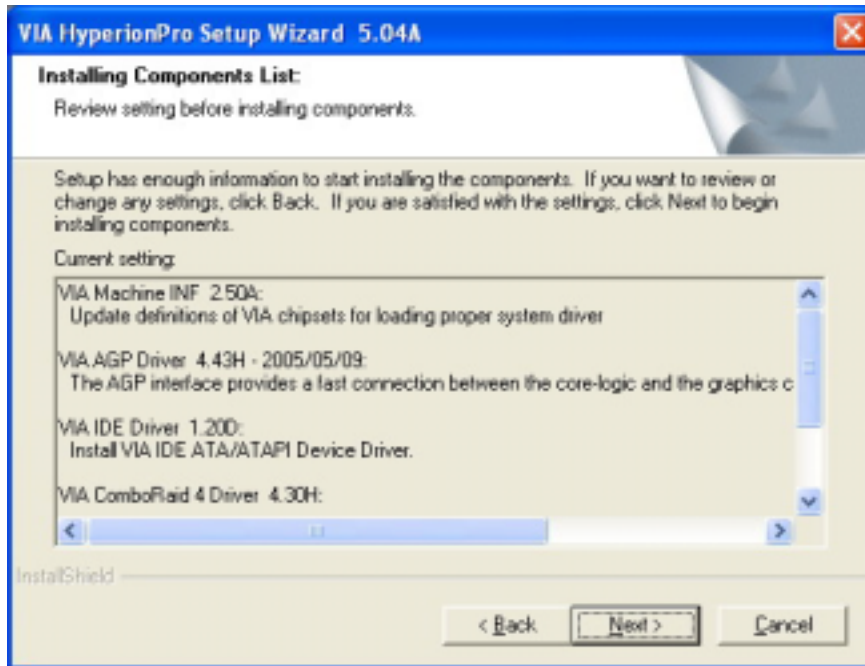 VIA HyperionPro Setup Wizard 5.04A
Installing Components List:
Review setting before installing components.
Setup has enough information to start installing the components. If you want to review or
change any settings, click Back. If you are satisfied with the settings, click Next to begin
installing components.
Current setting:
VIA Machine INF 2.50A:
Update definitions of VIA chipsets for loading proper system driver
VIA AGP Driver 4.43H - 2005/05/09:
The AGP interface provides a fast connection between the core-logic and the graphics c
VIA IDE Driver 1.20D:
Install VIA IDE ATA/ATAPI Device Driver.
VIA ComboRaid 4 Driver 4.30H:
InstallShield
< Back Next > Cancel